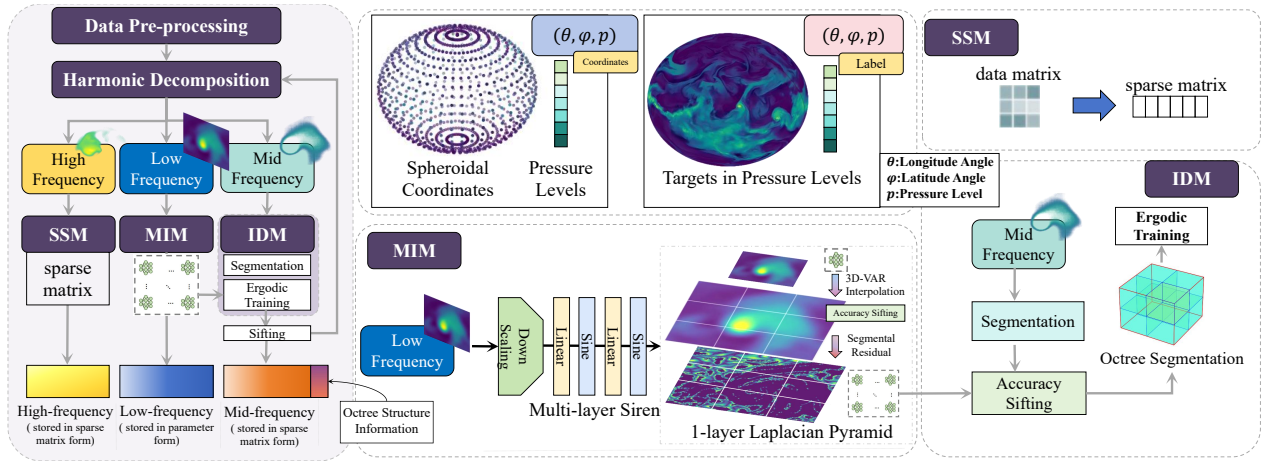 Data Pre-processing
Harmonic Decomposition
High
Frequency
Low
Frequency
Mid
Frequency
SSM
MIM
IDM
sparse
matrix
...
...
Segmentation
Ergodic
Training
Sifting
High-frequency
( stored in sparse
matrix form)
Low-frequency
( stored in parameter
form)
Mid-frequency
( stored in sparse
matrix form)
Octree Structure
Information
(θ, φ, p)
Coordinates
Spheroidal
Coordinates
Pressure
Levels
(θ, φ, p)
Label
Targets in Pressure Levels
θ:Longitude Angle
φ:Latitude Angle
p:Pressure Level
MIM
Low
Frequency
Down
Scaling
Linear
Sine
Linear
Sine
Multi-layer Siren
3D-VAR
Interpolation
Accuracy Sifting
Segmental
Residual
...
...
1-layer Laplacian Pyramid
SSM
data matrix
sparse matrix
IDM
Mid
Frequency
Segmentation
Accuracy
Sifting
Ergodic
Training
Octree Segmentation